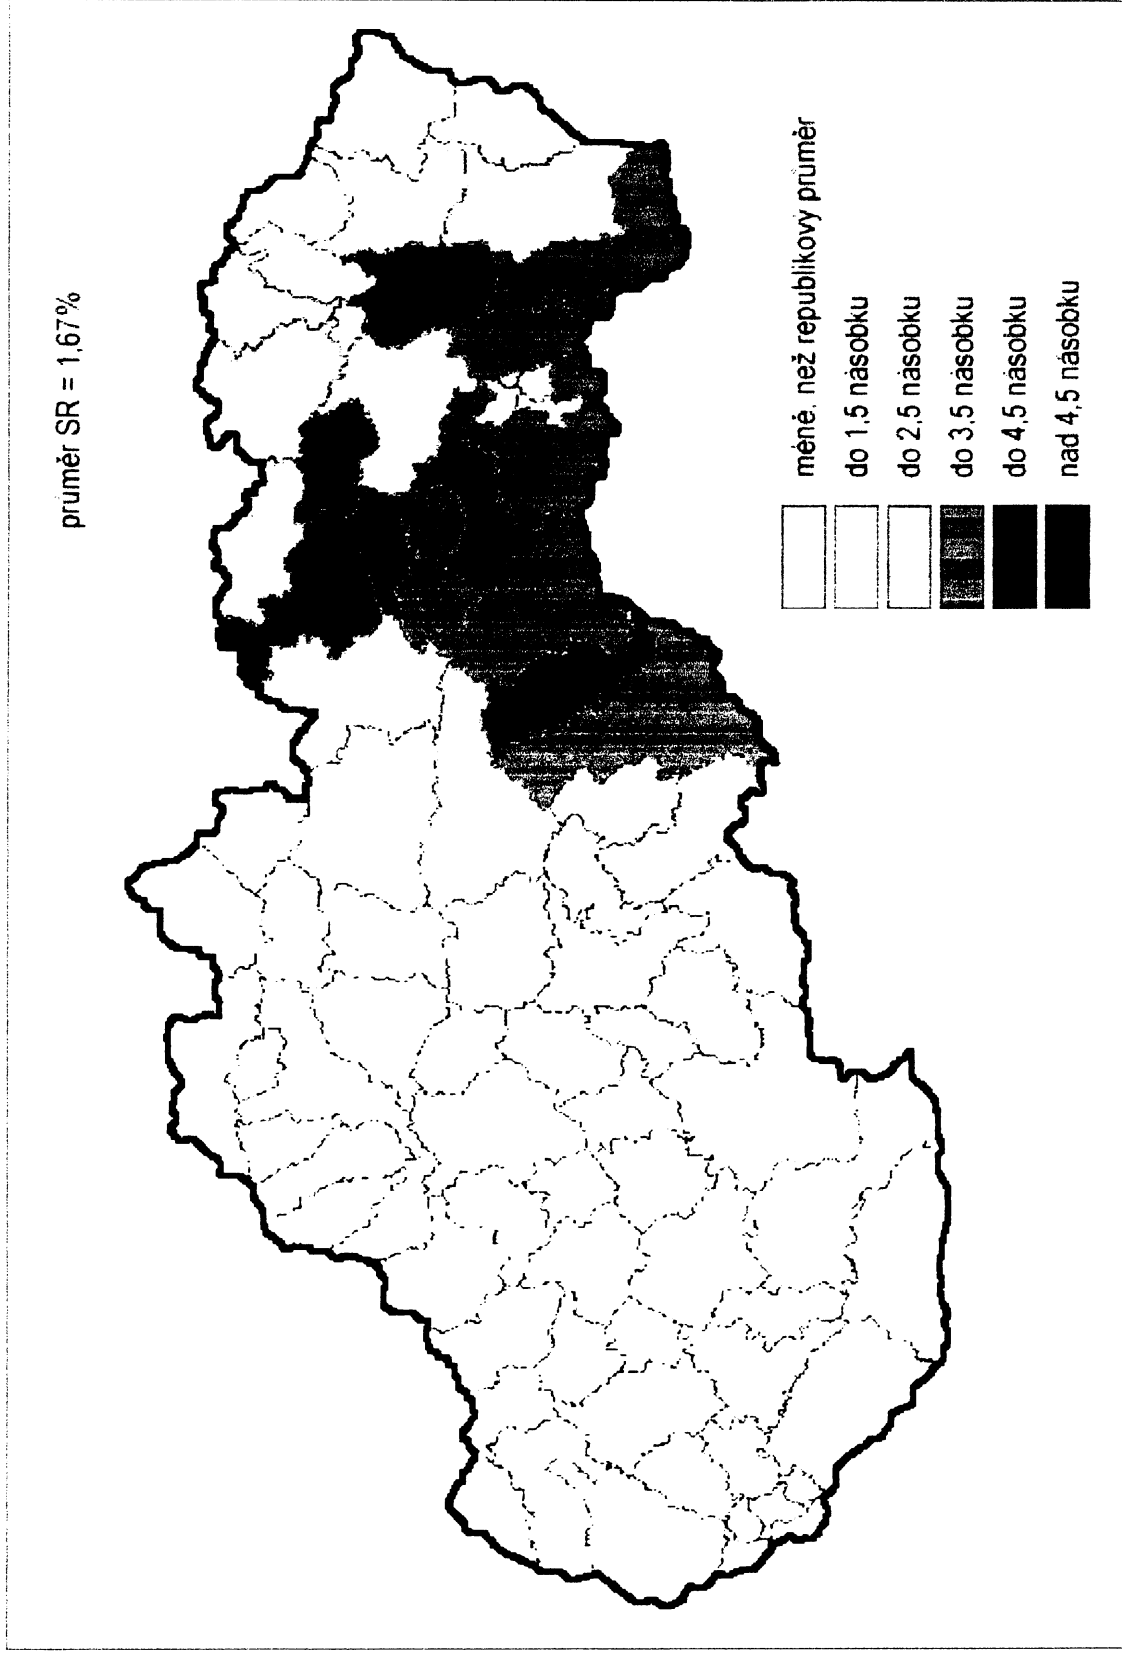 průměr SR = 1,67%
méně. než republikový průměr
do 1,5 násobku
do 2,5 násobku
do 3,5 násobku
do 4,5 násobku
nad 4,5 násobku